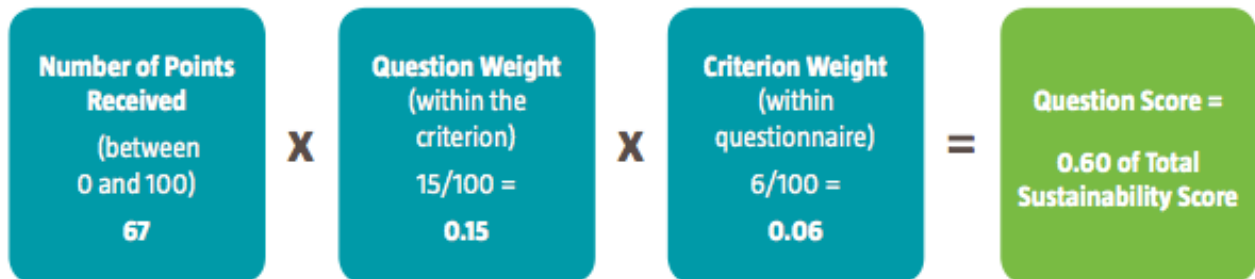 Number of Points
Received
(between
0 and 100)
67
X
Question Weight
(within the
criterion)
15/100 =
0.15
X
Criterion Weight
(within
questionnaire)
6/100 =
0.06
=
Question Score =
0.60 of Total
Sustainability Score